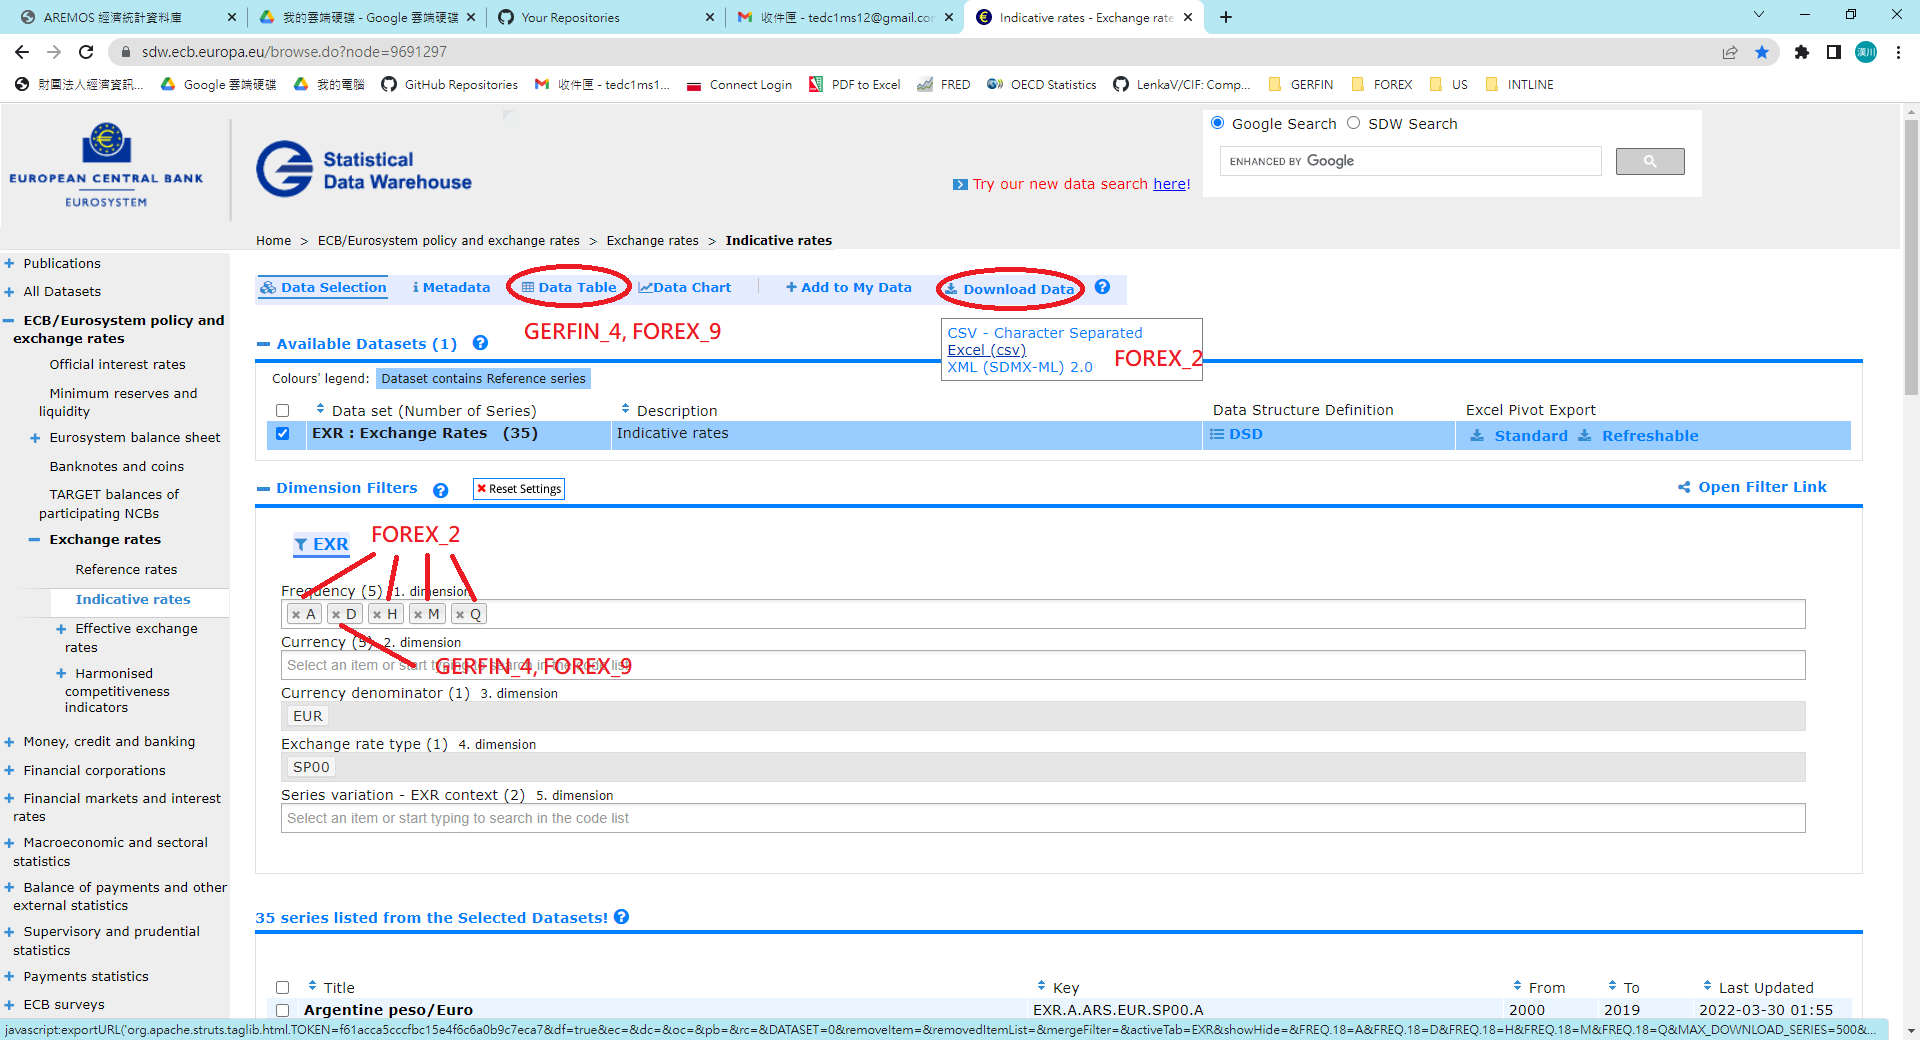 AREMOS 經濟統計資料庫
我的雲端硬碟 - Google 雲端硬碟
Your Repositories
收件匣 - tedc1ms12@gmail.co
Indicative rates - Exchange rate
sdw.ecb.europa.eu/browse.do?node=9691297
財團法人經濟資訊...
Google 雲端硬碟
我的電腦
GitHub Repositories
收件匣 - tedc1ms1...
Connect Login
PDF to Excel
FRED
OECD Statistics
LenkaV/CIF: Comp...
GERFIN
FOREX
US
INTLINE
EUROPEAN CENTRAL BANK
EUROSYSTEM
Statistical
Data Warehouse
Try our new data search here!
Google Search
SDW Search
ENHANCED BY Google
Home > ECB/Eurosystem policy and exchange rates > Exchange rates > Indicative rates
Publications
All Datasets
ECB/Eurosystem policy and
exchange rates
Official interest rates
Minimum reserves and
liquidity
Eurosystem balance sheet
Banknotes and coins
TARGET balances of
participating NCBs
Exchange rates
Reference rates
Indicative rates
Effective exchange
rates
Harmonised
competitiveness
indicators
Money, credit and banking
Financial corporations
Financial markets and interest
rates
Macroeconomic and sectoral
statistics
Balance of payments and other
external statistics
Supervisory and prudential
statistics
Payments statistics
ECB surveys
Data Selection
Metadata
Data Table
Data Chart
Add to My Data
Download Data
GERFIN_4, FOREX_9
CSV - Character Separated
Excel (csv)
XML (SDMX-ML) 2.0
FOREX_2
Available Datasets (1)
Colours' legend: Dataset contains Reference series
Data set (Number of Series)
Description
Data Structure Definition
Excel Pivot Export
EXR : Exchange Rates (35)
Indicative rates
DSD
Standard
Refreshable
Dimension Filters
Reset Settings
Open Filter Link
EXR
FOREX_2
Frequency (5) 1. dimension
A D H M Q
Currency (5) 2. dimension
Select an item or start typing to search in the code list
GERFIN_4, FOREX_9
Currency denominator (1) 3. dimension
EUR
Exchange rate type (1) 4. dimension
SP00
Series variation - EXR context (2) 5. dimension
Select an item or start typing to search in the code list
35 series listed from the Selected Datasets!
Title
Key
From
To
Last Updated
Argentine peso/Euro
EXR.A.ARS.EUR.SP00.A
2000
2019
2022-03-30 01:55
javascript:exportURL('org.apache.struts.taglib.html.TOKEN=f61acca5cccfbc15e4f6c6a0b9c7eca7&df=true&ec=&dc=&oc=&pb=&rc=&DATASET=0&removeItem=&removedItemList=&mergeFilter=&activeTab=EXR&showHide=&FREQ.18=A&FREQ.18=D&FREQ.18=H&FREQ.18=M&FREQ.18=Q&MAX_DOWNLOAD_SERIES=500&...